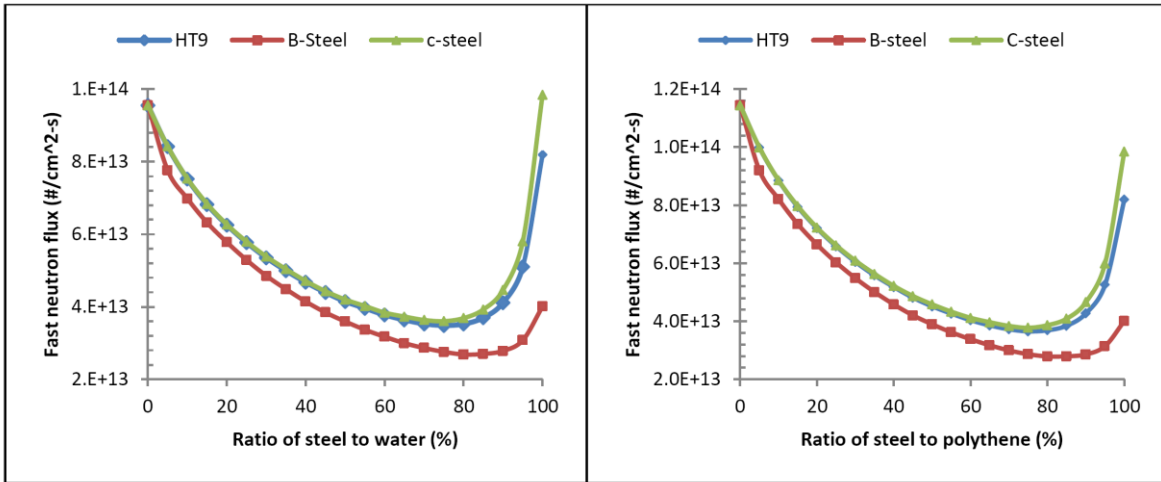 HT9 B-Steel c-steel
1.E+14
8.E+13
6.E+13
4.E+13
2.E+13
Fast neutron flux (#/cm^2-s)
0 20 40 60 80 100
Ratio of steel to water (%)
HT9 B-steel C-steel
1.2E+14
1.0E+14
8.0E+13
6.0E+13
4.0E+13
2.0E+13
Fast neutron flux (#/cm^2-s)
0 20 40 60 80 100
Ratio of steel to polythene (%)